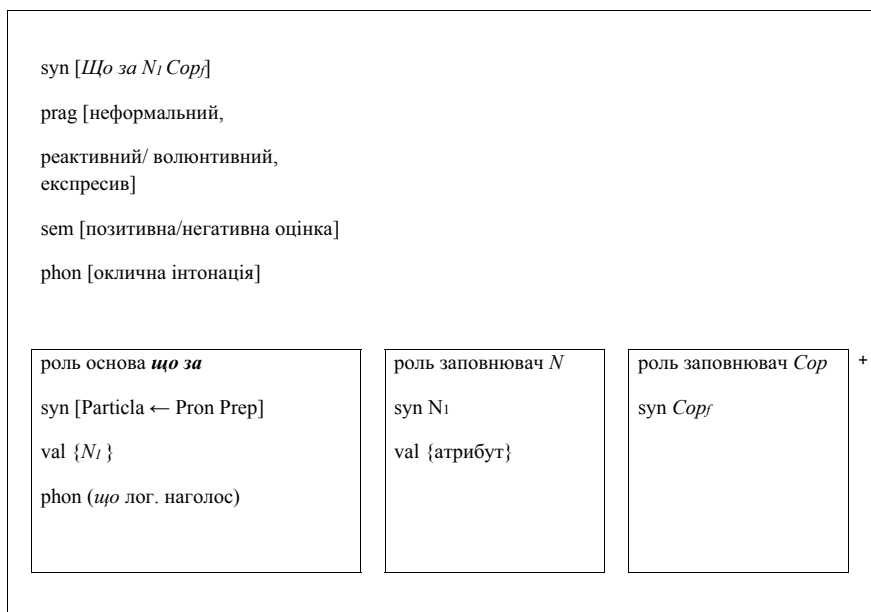 syn [Що за N₁ Copf]
prag [неформальний,
реактивний/ волюнтивний,
експресив]
sem [позитивна/негативна оцінка]
phon [оклична інтонація]
роль основа що за
syn [Particla ← Pron Prep]
val {N₁ }
phon (що лог. наголос)
роль заповнювач N
syn N₁
val {атрибут}
роль заповнювач Cop
syn Copf
+